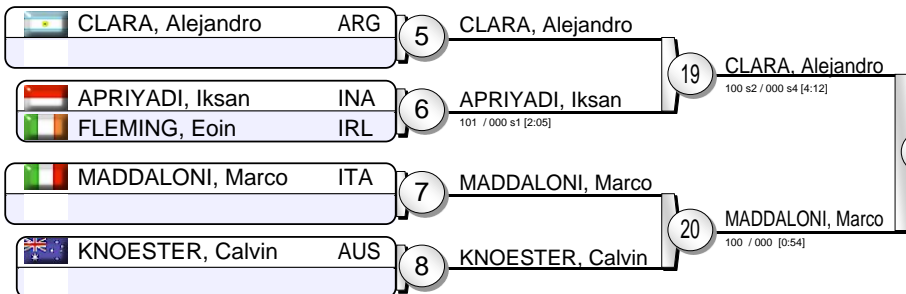 CLARA, Alejandro ARG
5
CLARA, Alejandro
APRIYADI, Iksan INA
FLEMING, Eoin IRL
6
APRIYADI, Iksan
101 / 000 s1 [2:05]
19
CLARA, Alejandro
100 s2 / 000 s4 [4:12]
MADDALONI, Marco ITA
7
MADDALONI, Marco
KNOESTER, Calvin AUS
8
KNOESTER, Calvin
20
MADDALONI, Marco
100 / 000 [0:54]